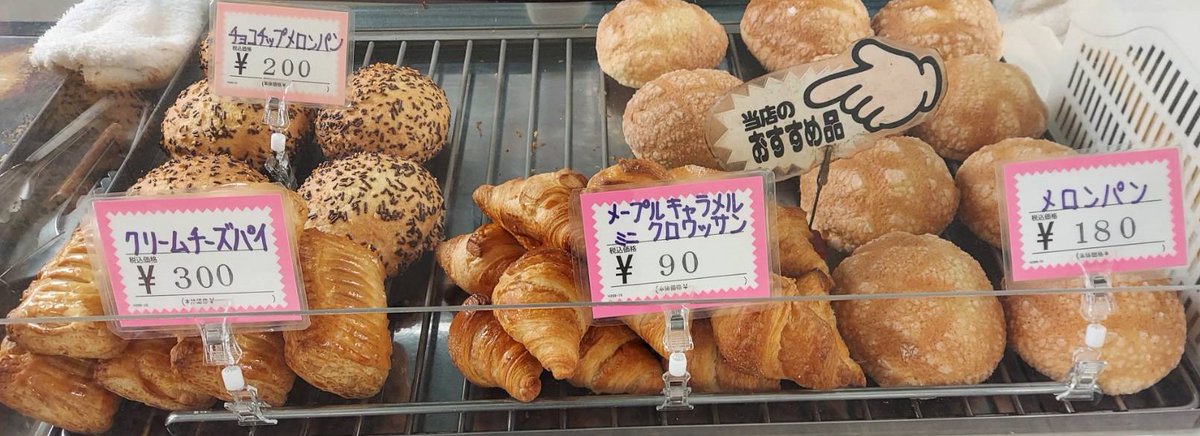 チョコチップメロンパン
税込価格
¥ 200
当店の
おすすめ品
クリームチーズパイ
税込価格
¥ 300
メープルキャラメル
ミニ クロワッサン
税込価格
¥ 90
メロンパン
税込価格
¥ 180